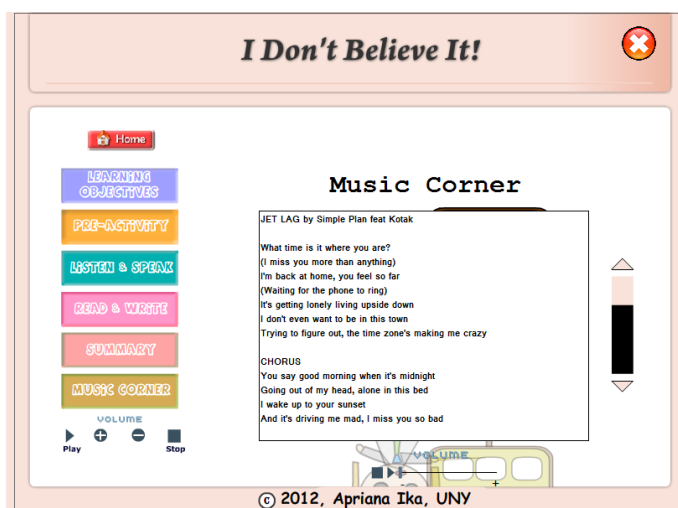 I Don't Believe It!
Home
LEARNING
OBJECTIVES
PRE-ACTIVITY
LISTEN & SPEAK
READ & WRITE
SUMMARY
MUSIC CORNER
VOLUME
Play
Stop
Music Corner
JET LAG by Simple Plan feat Kotak
What time is it where you are?
(I miss you more than anything)
I'm back at home, you feel so far
(Waiting for the phone to ring)
It's getting lonely living upside down
I don't even want to be in this town
Trying to figure out, the time zone's making me crazy
CHORUS
You say good morning when it's midnight
Going out of my head, alone in this bed
I wake up to your sunset
And it's driving me mad, I miss you so bad
VOLUME
© 2012, Apriana Ika, UNY